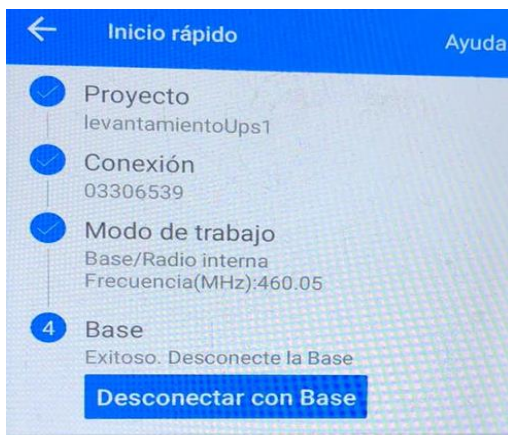 Inicio rápido
Ayuda
Proyecto
levantamientoUps1
Conexión
03306539
Modo de trabajo
Base/Radio interna
Frecuencia(MHz):460.05
4 Base
Exitoso. Desconecte la Base
Desconectar con Base